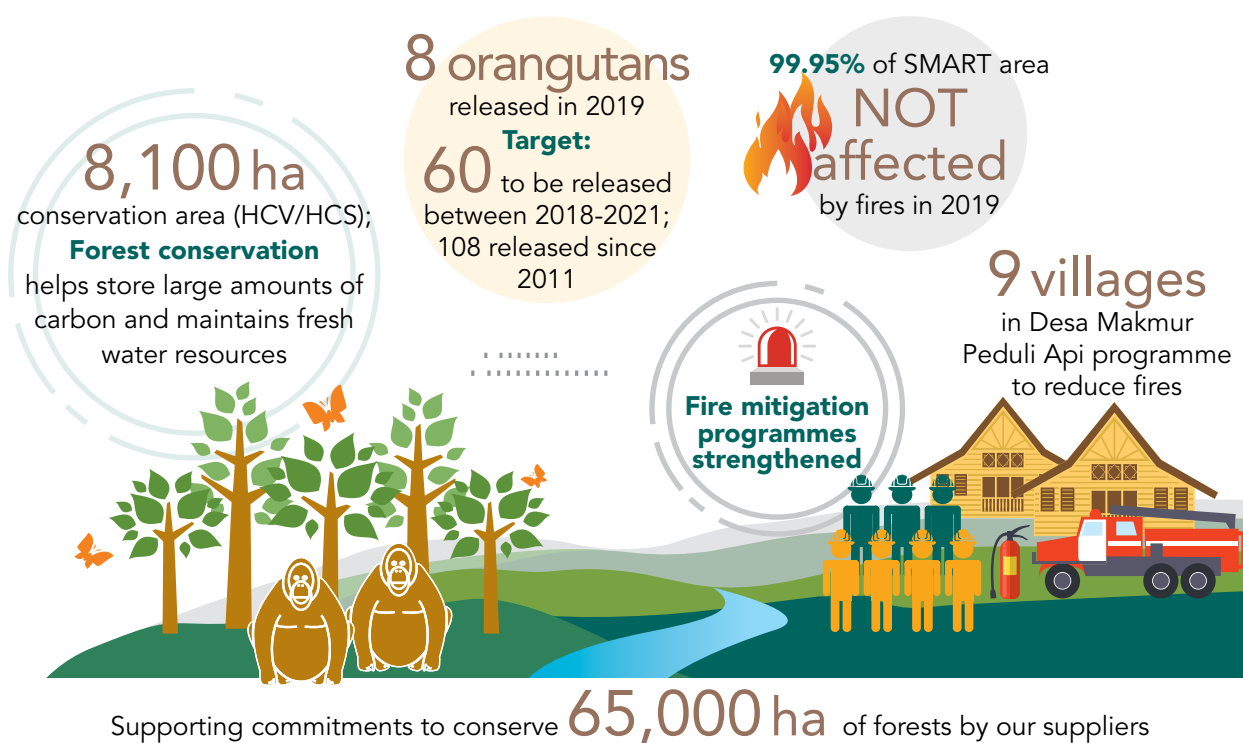 8,100 ha
conservation area (HCV/HCS);
Forest conservation
helps store large amounts of
carbon and maintains fresh
water resources
8 orangutans
released in 2019
Target:
60 to be released
between 2018-2021;
108 released since
2011
99.95% of SMART area
NOT
affected
by fires in 2019
Fire mitigation
programmes
strengthened
9 villages
in Desa Makmur
Peduli Api programme
to reduce fires
Supporting commitments to conserve 65,000 ha of forests by our suppliers